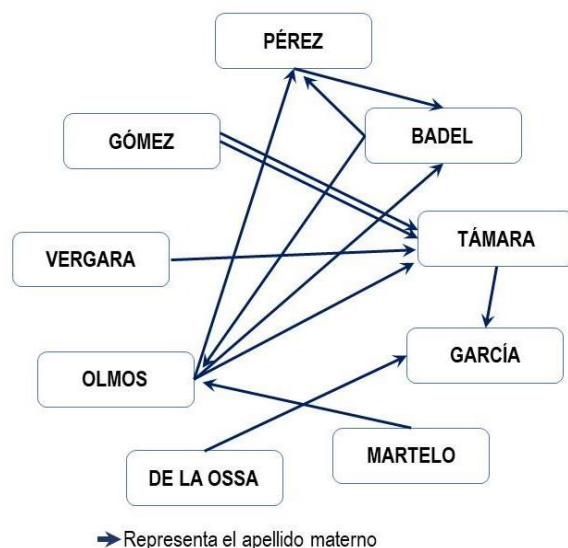 PÉREZ
BADEL
GÓMEZ
TÁMARA
VERGARA
GARCÍA
OLMOS
MARTELO
DE LA OSSA
Representa el apellido materno